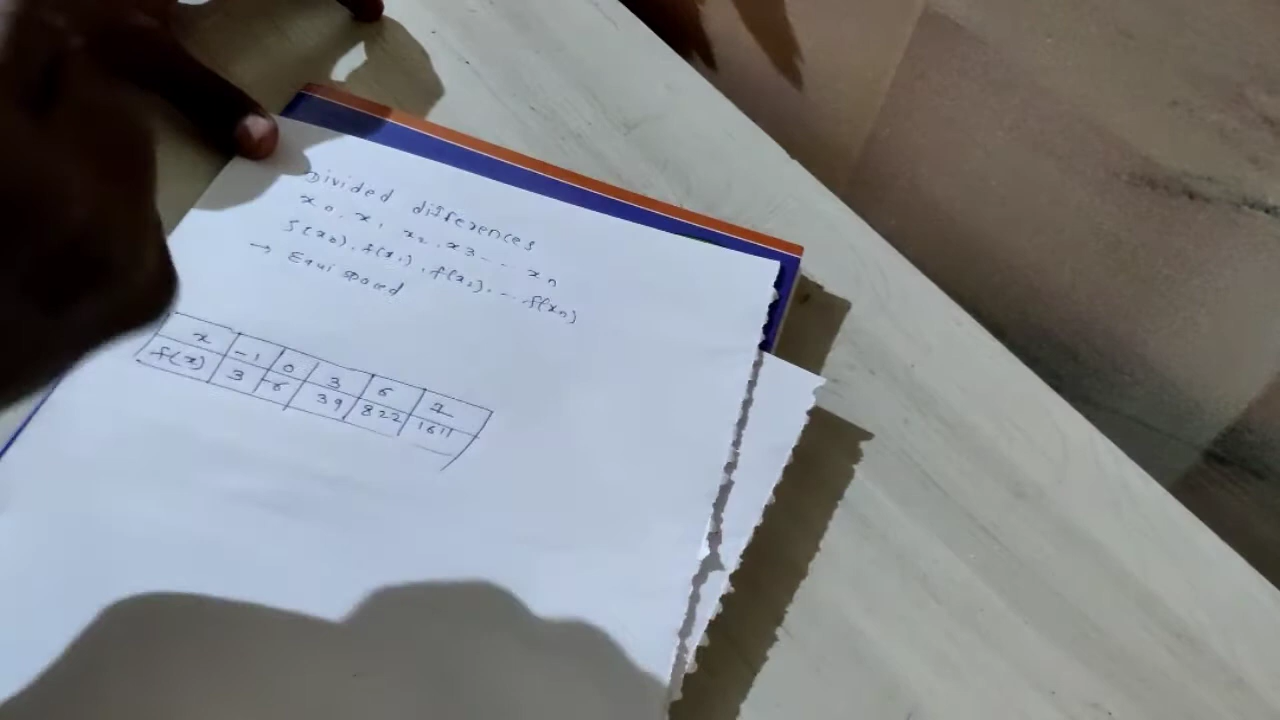 Divided differences
x0, x1 x2, x3... xn
f(x0), f(x1), f(x2), ... f(xn)
→ Equi spaced
x -1 0 3 6 7
f(x) 3 -6 39 822 1611